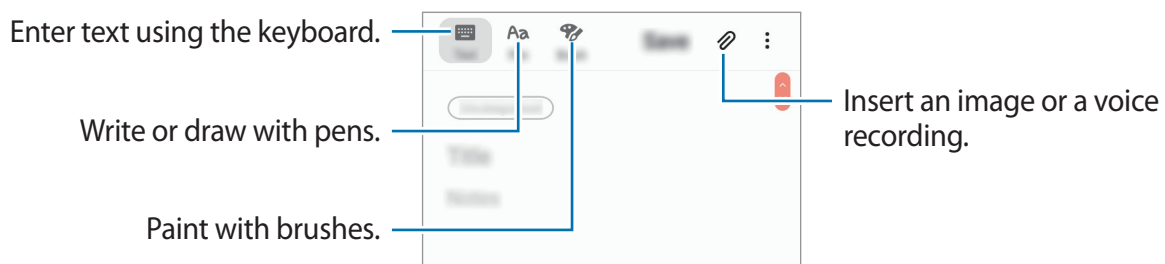 Enter text using the keyboard.
Aa
Save
Insert an image or a voice
recording.
Write or draw with pens.
Title
Notes
Paint with brushes.